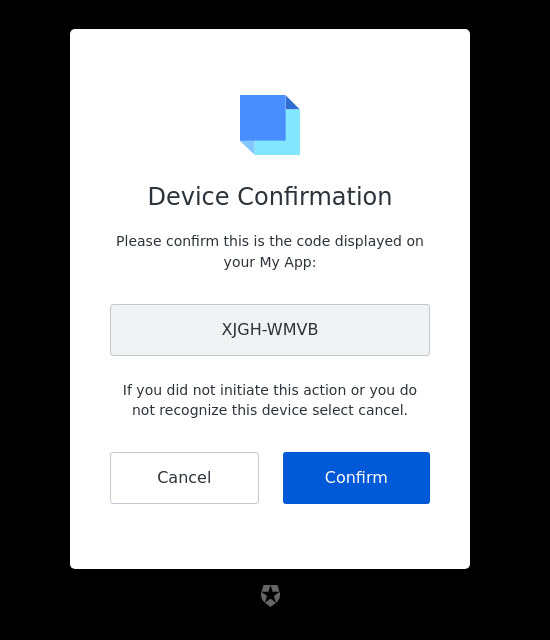 Device Confirmation
Please confirm this is the code displayed on
your My App:
XJGH-WMVB
If you did not initiate this action or you do
not recognize this device select cancel.
Cancel Confirm